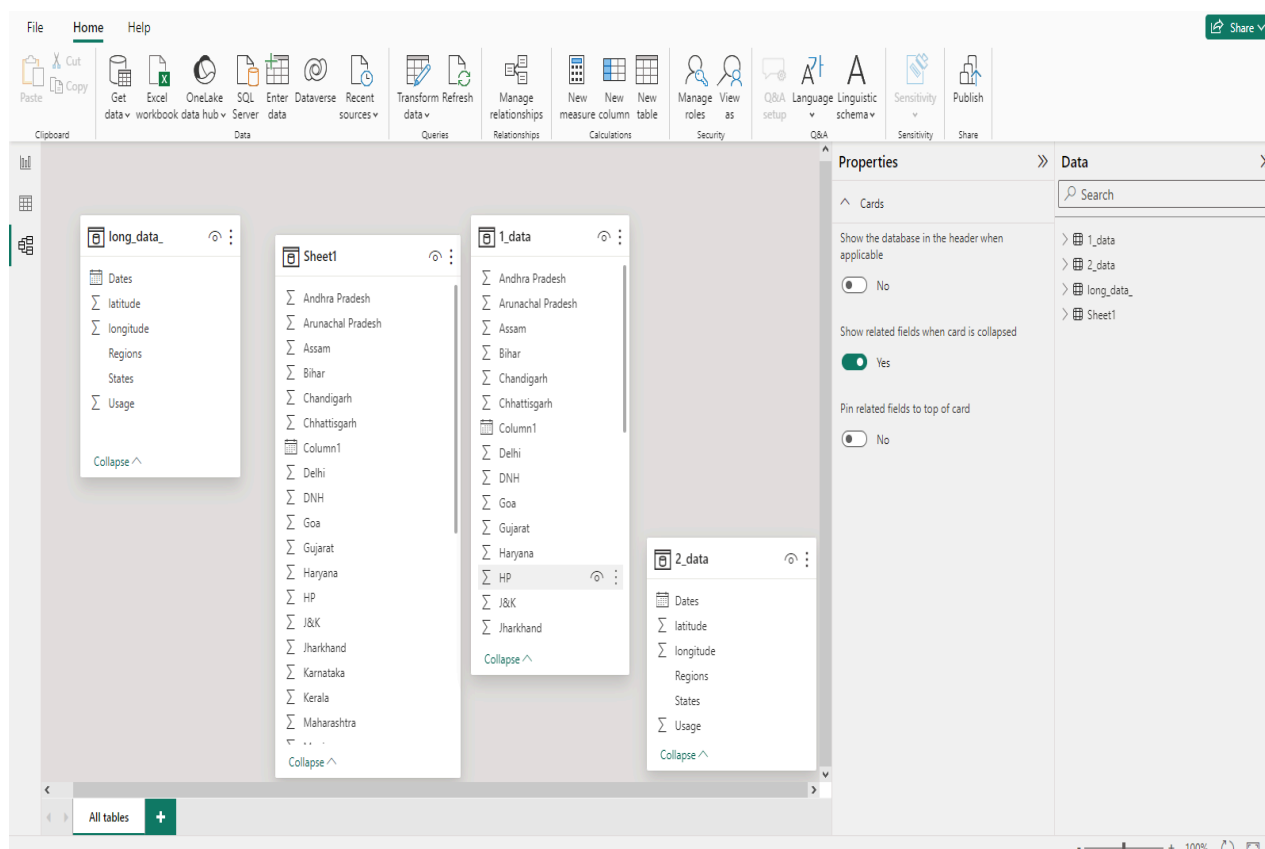 File Home Help Share
Cut
Copy
Paste
Get data
Excel workbook
OneLake data hub
SQL Server
Enter data
Dataverse
Recent sources
Transform data
Refresh
Manage relationships
New measure
New column
New table
Manage roles
View as
Q&A setup
Language
Linguistic schema
Sensitivity
Publish
Clipboard Data Queries Relationships Calculations Security Q&A Sensitivity Share
long_data_
Dates
latitude
longitude
Regions
States
Usage
Collapse
Sheet1
Andhra Pradesh
Arunachal Pradesh
Assam
Bihar
Chandigarh
Chhattisgarh
Column1
Delhi
DNH
Goa
Gujarat
Haryana
HP
J&K
Jharkhand
Karnataka
Kerala
Maharashtra
Collapse
1_data
Andhra Pradesh
Arunachal Pradesh
Assam
Bihar
Chandigarh
Chhattisgarh
Column1
Delhi
DNH
Goa
Gujarat
Haryana
HP
J&K
Jharkhand
Collapse
2_data
Dates
latitude
longitude
Regions
States
Usage
Collapse
Properties
Cards
Show the database in the header when
applicable
No
Show related fields when card is collapsed
Yes
Pin related fields to top of card
No
Data
Search
1_data
2_data
long_data_
Sheet1
All tables +
- + 100%